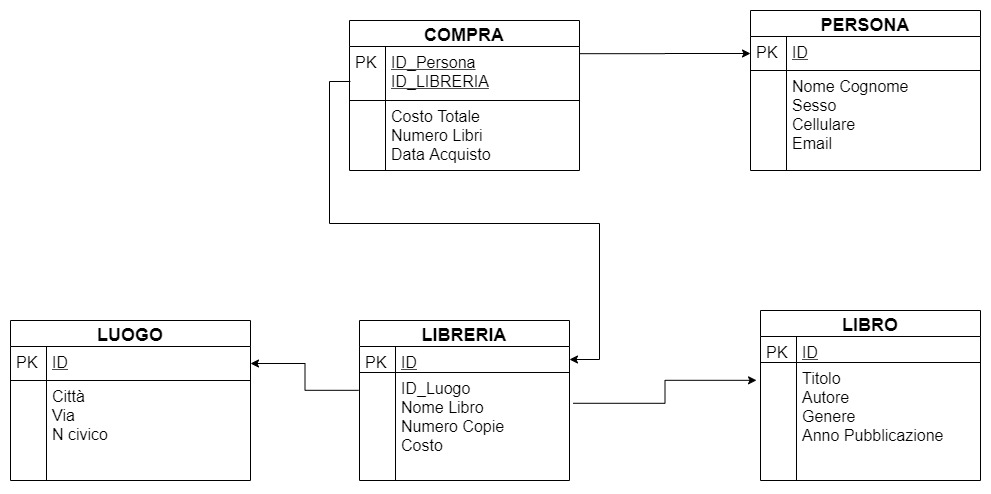 COMPRA
PK ID_Persona
ID_LIBRERIA
Costo Totale
Numero Libri
Data Acquisto
PERSONA
PK ID
Nome Cognome
Sesso
Cellulare
Email
LUOGO
PK ID
Città
Via
N civico
LIBRERIA
PK ID
ID_Luogo
Nome Libro
Numero Copie
Costo
LIBRO
PK ID
Titolo
Autore
Genere
Anno Pubblicazione